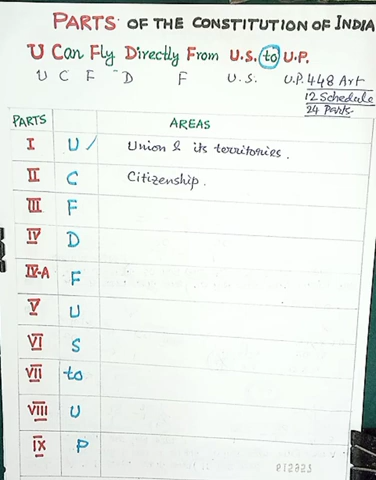 PARTS OF THE CONSTITUTION OF INDIA
U Can Fly Directly From U.S. to U.P.
U C F D F U.S. U.P. 448 Art
12 Schedule
24 Parts
PARTS AREAS
I U Union & its territories.
II C Citizenship.
III F
IV D
IV-A F
V U
VI S
VII to
VIII U
IX P